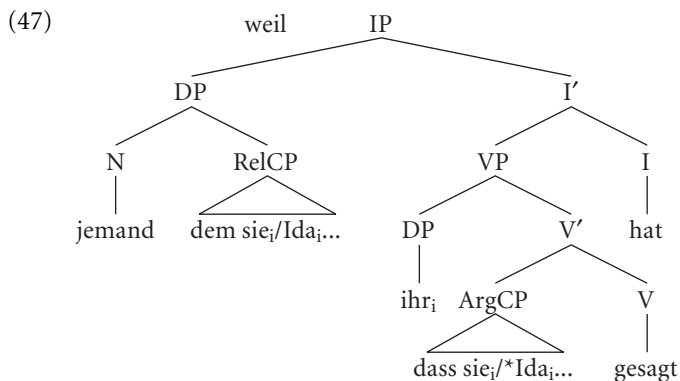 (47) weil IP
DP I′
N RelCP VP I
jemand dem sieᵢ/Idaᵢ... DP V′ hat
ihrᵢ ArgCP V
dass sieᵢ/*Idaᵢ... gesagt